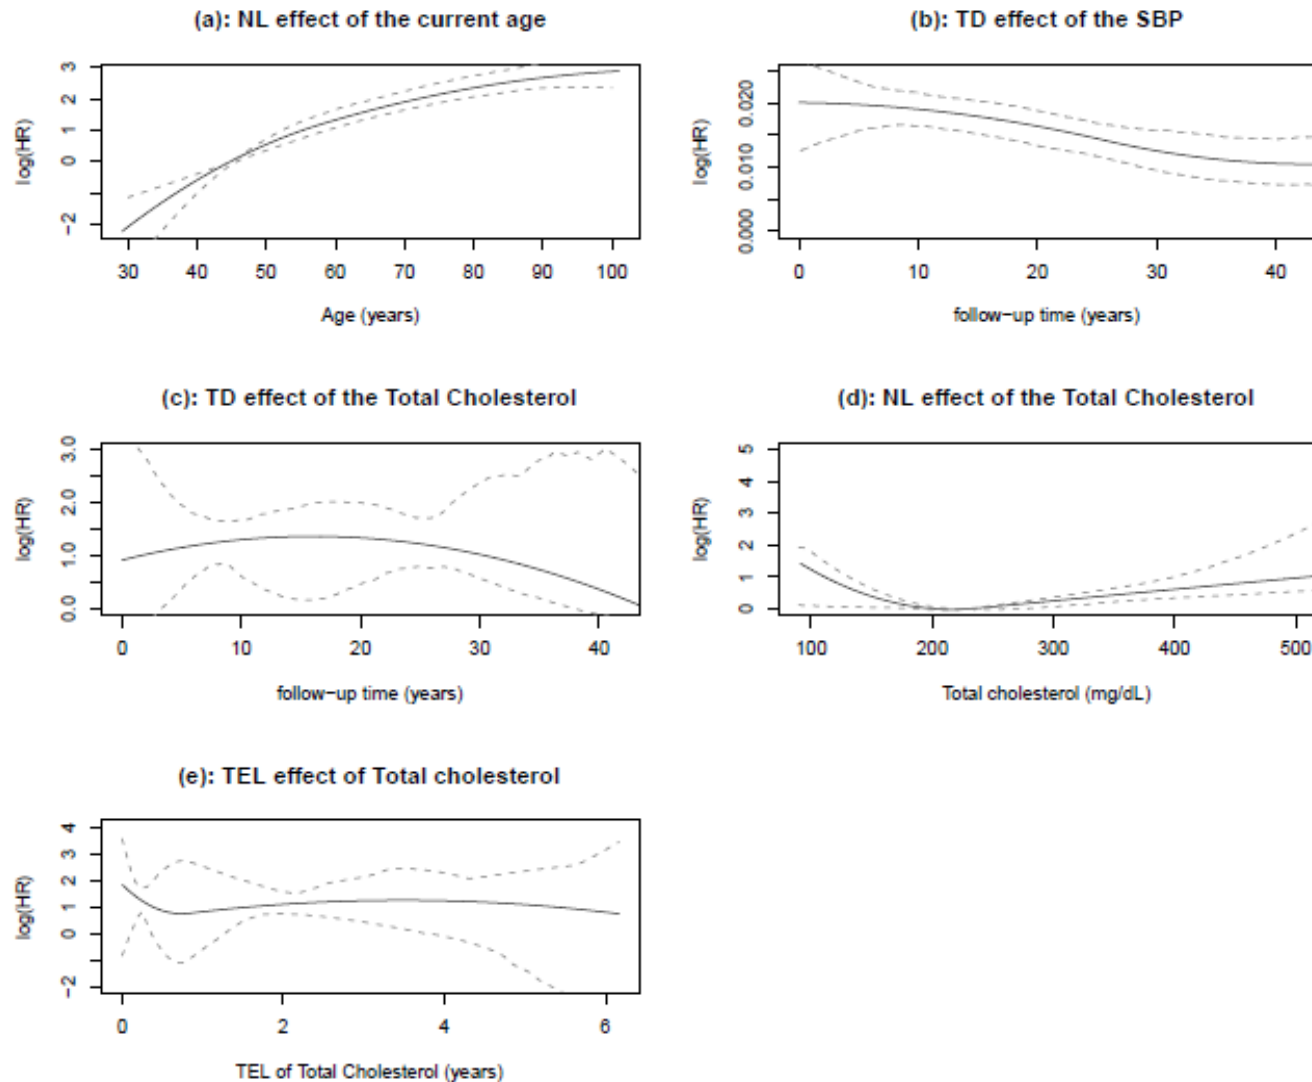 (a): NL effect of the current age
log(HR)
3
2
1
0
−2
30 40 50 60 70 80 90 100
Age (years)
(b): TD effect of the SBP
log(HR)
0.020
0.010
0.000
0 10 20 30 40
follow−up time (years)
(c): TD effect of the Total Cholesterol
log(HR)
3.0
2.0
1.0
0.0
0 10 20 30 40
follow−up time (years)
(d): NL effect of the Total Cholesterol
log(HR)
5
4
3
2
1
0
100 200 300 400 500
Total cholesterol (mg/dL)
(e): TEL effect of Total cholesterol
log(HR)
4
3
2
1
0
−2
0 2 4 6
TEL of Total Cholesterol (years)